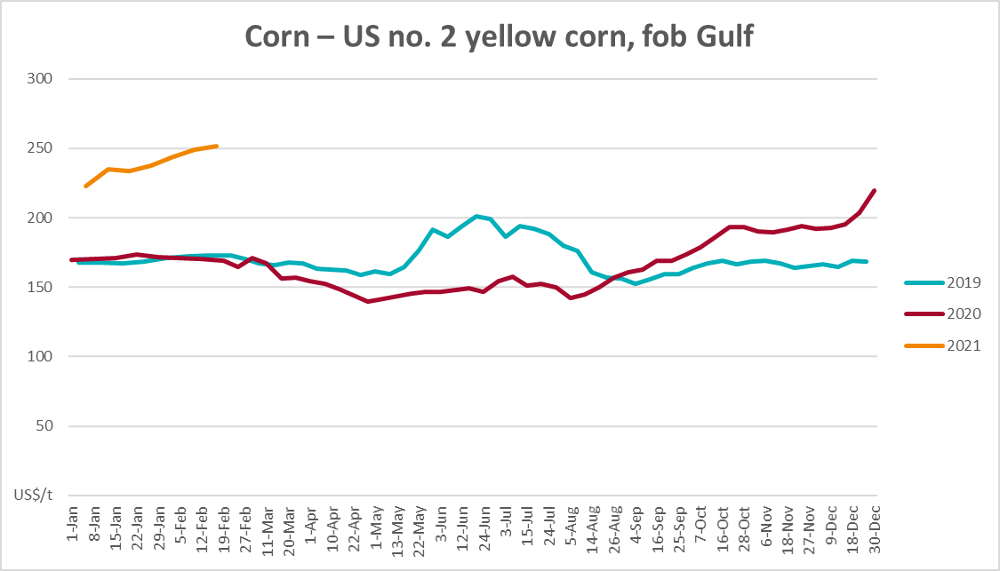 Corn – US no. 2 yellow corn, fob Gulf
300
250
200
150
100
50
US$/t
1-Jan
8-Jan
15-Jan
22-Jan
29-Jan
5-Feb
12-Feb
19-Feb
27-Feb
11-Mar
20-Mar
1-Apr
10-Apr
22-Apr
1-May
13-May
22-May
3-Jun
12-Jun
24-Jun
3-Jul
15-Jul
24-Jul
5-Aug
14-Aug
26-Aug
4-Sep
16-Sep
25-Sep
7-Oct
16-Oct
28-Oct
6-Nov
18-Nov
27-Nov
9-Dec
18-Dec
30-Dec
2019
2020
2021